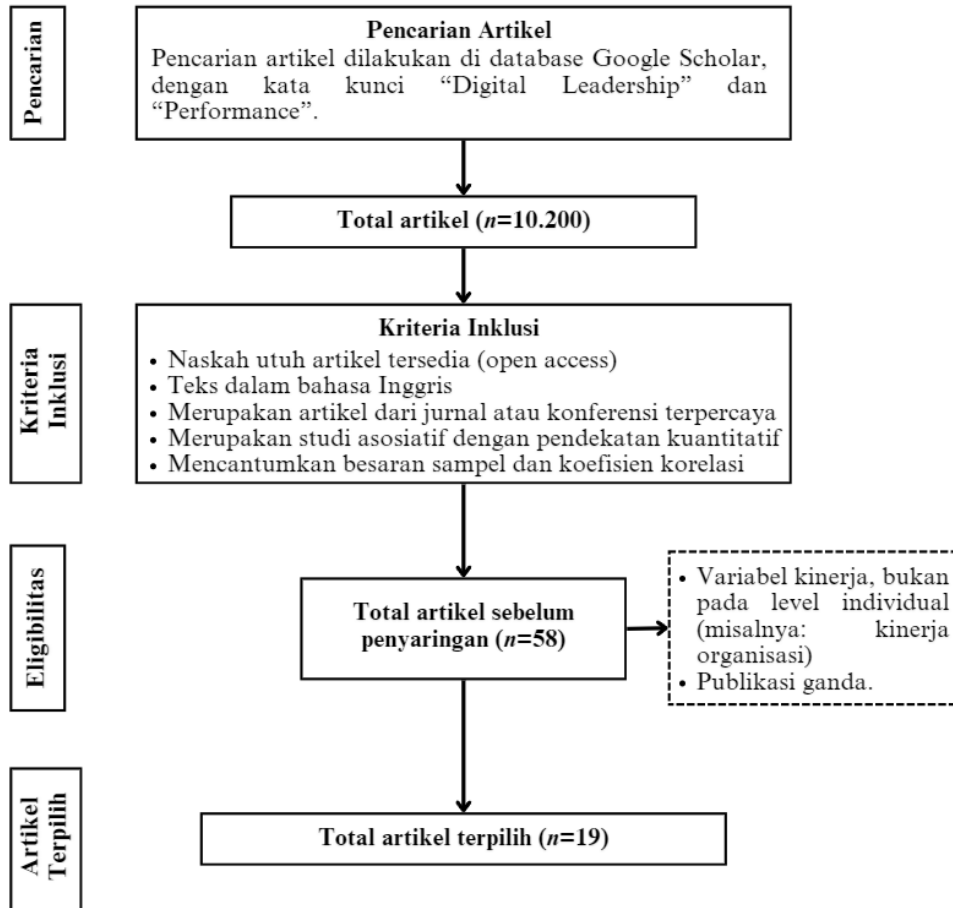 Pencarian
Pencarian Artikel
Pencarian artikel dilakukan di database Google Scholar,
dengan kata kunci “Digital Leadership” dan
“Performance”.
Total artikel (n=10.200)
Kriteria
Inklusi
Kriteria Inklusi
• Naskah utuh artikel tersedia (open access)
• Teks dalam bahasa Inggris
• Merupakan artikel dari jurnal atau konferensi terpercaya
• Merupakan studi asosiatif dengan pendekatan kuantitatif
• Mencantumkan besaran sampel dan koefisien korelasi
Eligibilitas
Total artikel sebelum
penyaringan (n=58)
• Variabel kinerja, bukan
pada level individual
(misalnya: kinerja
organisasi)
• Publikasi ganda.
Artikel
Terpilih
Total artikel terpilih (n=19)